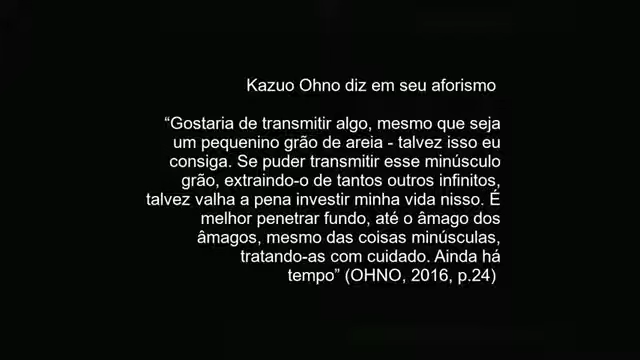 Kazuo Ohno diz em seu aforismo
“Gostaria de transmitir algo, mesmo que seja
um pequenino grão de areia - talvez isso eu
consiga. Se puder transmitir esse minúsculo
grão, extraindo-o de tantos outros infinitos,
talvez valha a pena investir minha vida nisso. É
melhor penetrar fundo, até o âmago dos
âmagos, mesmo das coisas minúsculas,
tratando-as com cuidado. Ainda há
tempo” (OHNO, 2016, p.24)